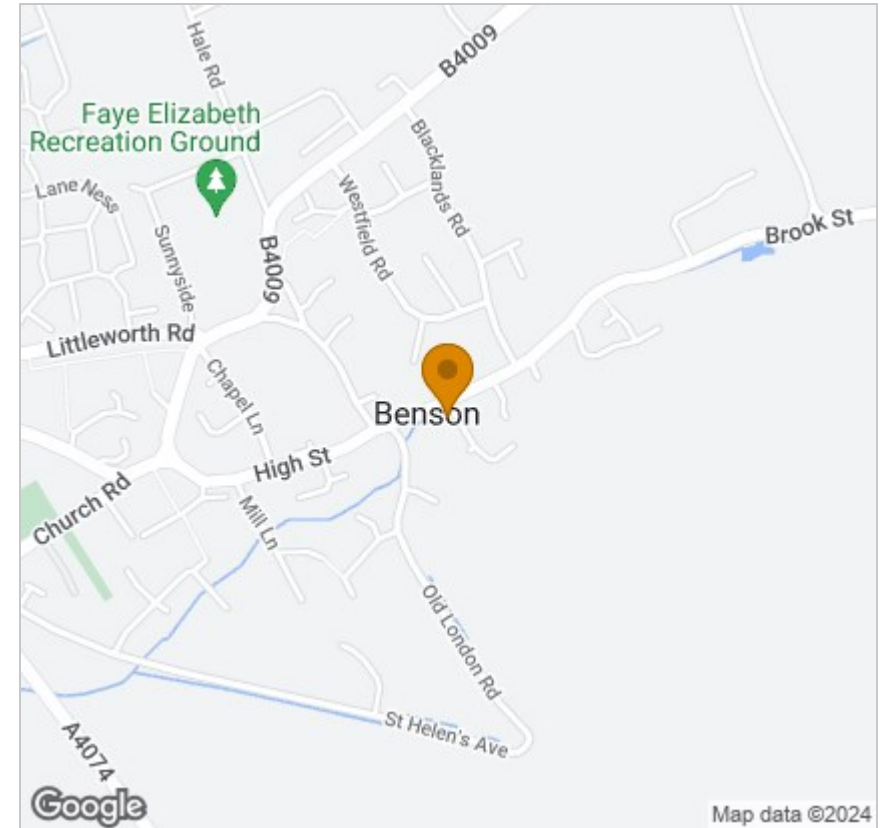 Hale Rd
B4009
Faye Elizabeth
Recreation Ground
Blacklands Rd
Lane Ness
Westfield Rd
Sunnyside
B4009
Brook St
Littleworth Rd
Chapel Ln
Benson
High St
Church Rd
Mill Ln
Old London Rd
St Helen's Ave
A4074
Google
Map data ©2024